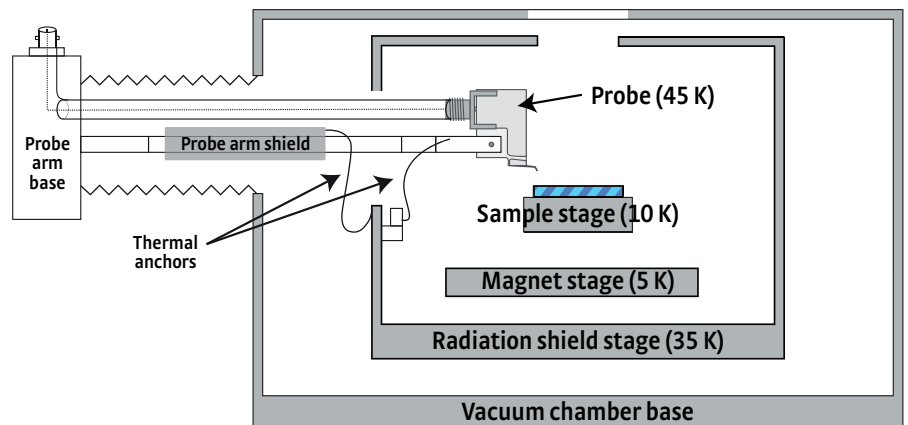 Probe (45 K)
Probe arm shield
Probe
arm
base
Sample stage (10 K)
Thermal
anchors
Magnet stage (5 K)
Radiation shield stage (35 K)
Vacuum chamber base